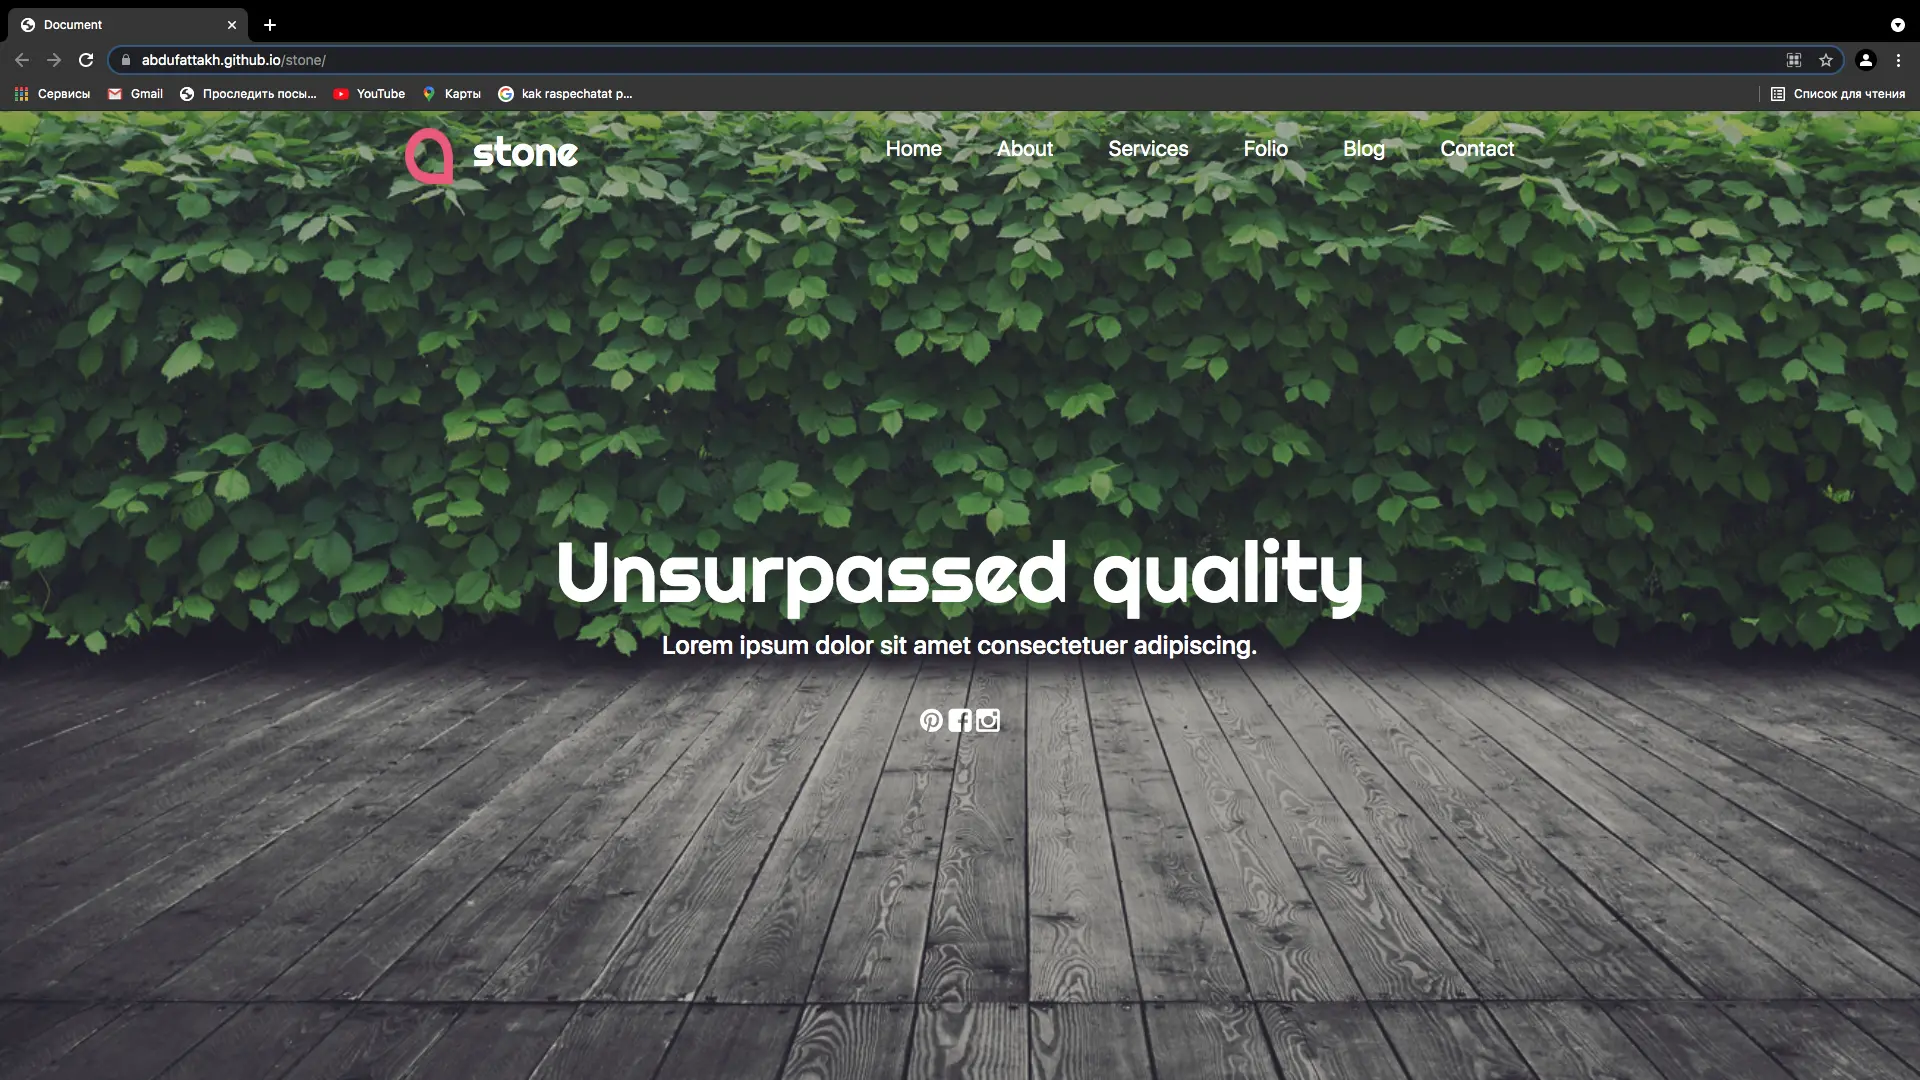 Document
abdufattakh.github.io/stone/
Сервисы
Gmail
Проследить посы...
YouTube
Карты
kak raspechatat p...
Список для чтения
stone
Home
About
Services
Folio
Blog
Contact
Unsurpassed quality
Lorem ipsum dolor sit amet consectetuer adipiscing.